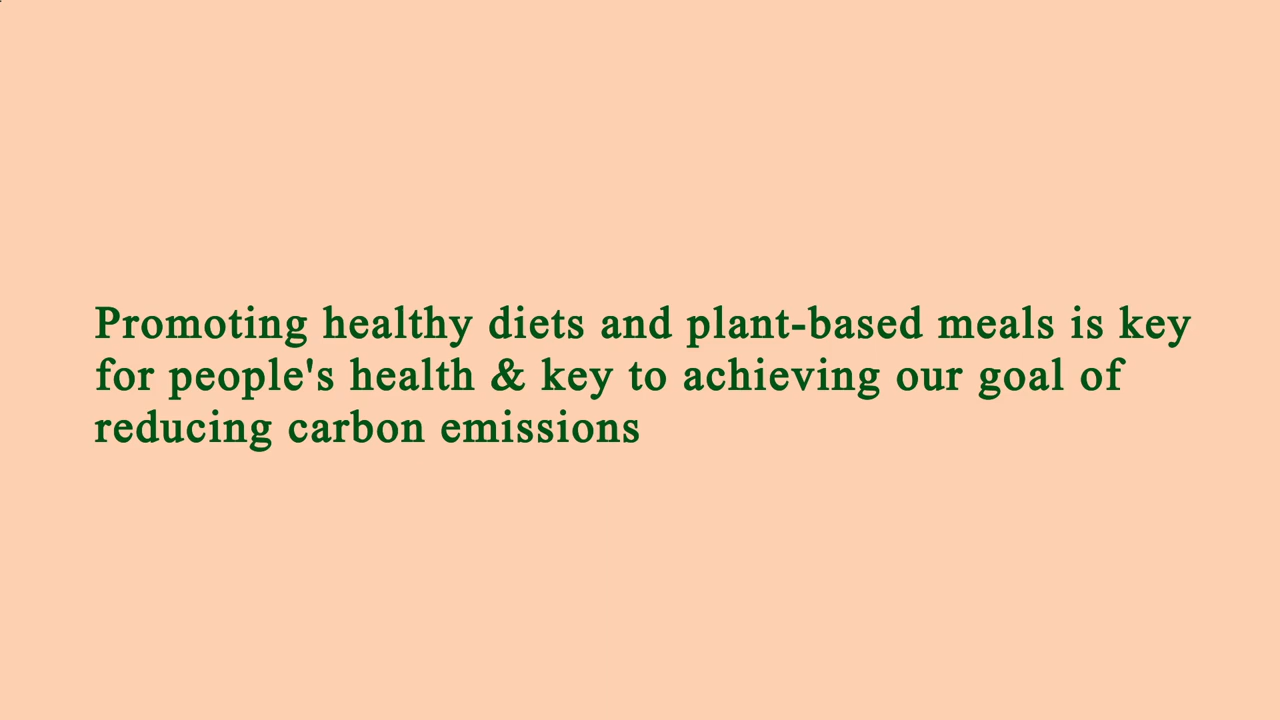 Promoting healthy diets and plant-based meals is key
for people's health & key to achieving our goal of
reducing carbon emissions